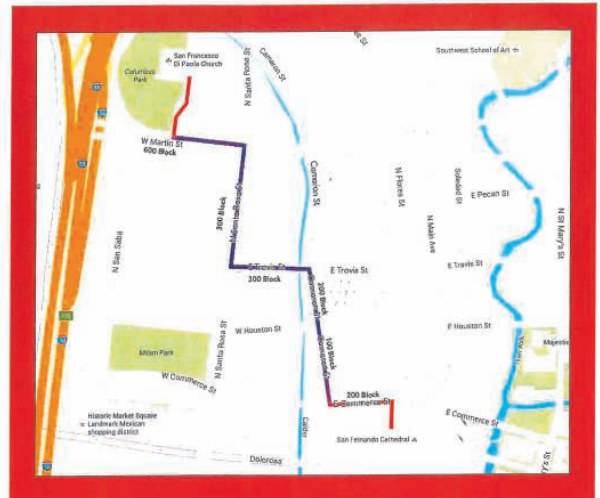 Southwest School of Art
San Francesco
Di Paola Church
Columbus
Park
N Santa Rosa St
Cameron St
W Martin St
600 Block
300 Block
Camaron St
N Flores St
Soledad St
E Pecan St
N Main Ave
N St Mary's St
N San Saba
E Travis St
300 Block
E Travis St
E Travis St
200 Block
100 Block
W Houston St
E Houston St
N Santa Rosa St
Milam Park
W Commerce St
Majestic
200 Block
E Commerce St
E Commerce St
Historic Market Square
Landmark Mexican
shopping district
San Fernando Cathedral
Calder
Dolorosa
ry's St